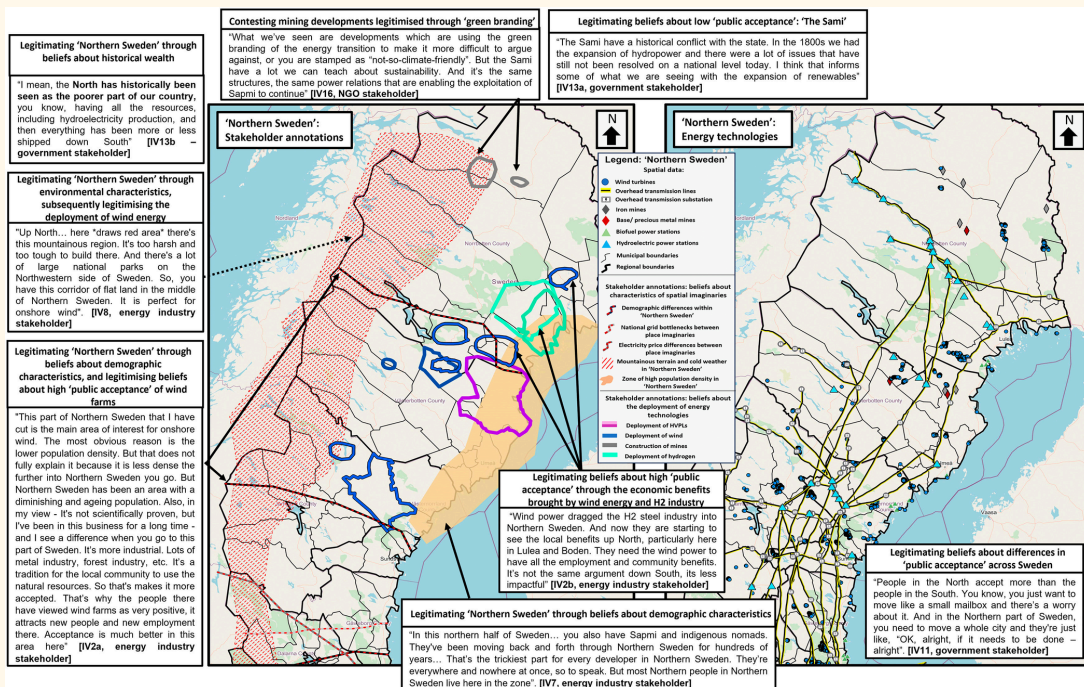 Legitimating 'Northern Sweden' through
beliefs about historical wealth
"I mean, the North has historically been
seen as the poorer part of our country,
you know, having all the resources,
including hydroelectricity production, and
then everything has been more or less
shipped down South" [IV13b –
government stakeholder]
Legitimating 'Northern Sweden' through
environmental characteristics,
subsequently legitimising the
deployment of wind energy
"Up North… here *draws red area* there's
this mountainous region. It's too harsh and
too tough to build there. And there's a lot
of large national parks on the
Northwestern side of Sweden. So, you
have this corridor of flat land in the middle
of Northern Sweden. It is perfect for
onshore wind". [IV8, energy industry
stakeholder]
Legitimating 'Northern Sweden' through
beliefs about demographic
characteristics, and legitimising beliefs
about high 'public acceptance' of wind
farms
"This part of Northern Sweden that I have
cut is the main area of interest for onshore
wind. The most obvious reason is the
lower population density. But that does not
fully explain it because it is less dense the
further into Northern Sweden you go. But
Northern Sweden has been an area with a
diminishing and ageing population. Also, in
my view - It's not scientifically proven, but
I've been in this business for a long time -
and I see a difference when you go to this
part of Sweden. It's more industrial. Lots of
metal industry, forest industry, etc. It's a
tradition for the local community to use the
natural resources. So that's makes it more
accepted. That's why the people there
have viewed wind farms as very positive, it
attracts new people and new employment
there. Acceptance is much better in this
area here" [IV2a, energy industry
stakeholder]
Contesting mining developments legitimised through 'green branding'
"What we've seen are developments which are using the green
branding of the energy transition to make it more difficult to argue
against, or you are stamped as "not-so-climate-friendly". But the Sami
have a lot we can teach about sustainability. And it's the same
structures, the same power relations that are enabling the exploitation of
Sapmi to continue" [IV16, NGO stakeholder]
Legitimating beliefs about low 'public acceptance': 'The Sami'
"The Sami have a historical conflict with the state. In the 1800s we had
the expansion of hydropower and there were a lot of issues that have
still not been resolved on a national level today. I think that informs
some of what we are seeing with the expansion of renewables"
[IV13a, government stakeholder]
'Northern Sweden':
Stakeholder annotations
N
Nordland
Norrbotten County
Sweden
Västerbotten County
Gävleborg County
Dalarna County
Legend: 'Northern Sweden'
Spatial data:
Wind turbines
Overhead transmission lines
Overhead transmission substation
Iron mines
Base/ precious metal mines
Biofuel power stations
Hydroelectric power stations
Municipal boundaries
Regional boundaries
Stakeholder annotations: beliefs about
characteristics of spatial imaginaries
Demographic differences within
'Northern Sweden'
National grid bottlenecks between
place imaginaries
Electricity price differences between
place imaginaries
Mountainous terrain and cold weather
in 'Northern Sweden'
Zone of high population density in
'Northern Sweden'
Stakeholder annotations: beliefs about
the deployment of energy
technologies
Deployment of HVPLs
Deployment of wind
Construction of mines
Deployment of hydrogen
'Northern Sweden':
Energy technologies
N
Nordland
Norrbotten County
Luleå
Västerbotten County
Vaasa
Legitimating beliefs about high 'public
acceptance' through the economic benefits
brought by wind energy and H2 industry
"Wind power dragged the H2 steel industry into
Northern Sweden. And now they are starting to
see the local benefits up North, particularly here
in Lulea and Boden. They need the wind power to
have all the employment and community benefits.
It's not the same argument down South, its less
impactful" [IV2b, energy industry stakeholder]
Legitimating 'Northern Sweden' through beliefs about demographic characteristics
"In this northern half of Sweden… you also have Sapmi and indigenous nomads.
They've been moving back and forth through Northern Sweden for hundreds of
years… That's the trickiest part for every developer in Northern Sweden. They're
everywhere and nowhere at once, so to speak. But most Northern people in Northern
Sweden live here in the zone". [IV7, energy industry stakeholder]
Legitimating beliefs about differences in
'public acceptance' across Sweden
"People in the North accept more than the
people in the South. You know, you just want to
move like a small mailbox and there's a worry
about it. And in the Northern part of Sweden,
you need to move a whole city and they're just
like, "OK, alright, if it needs to be done –
alright". [IV11, government stakeholder]